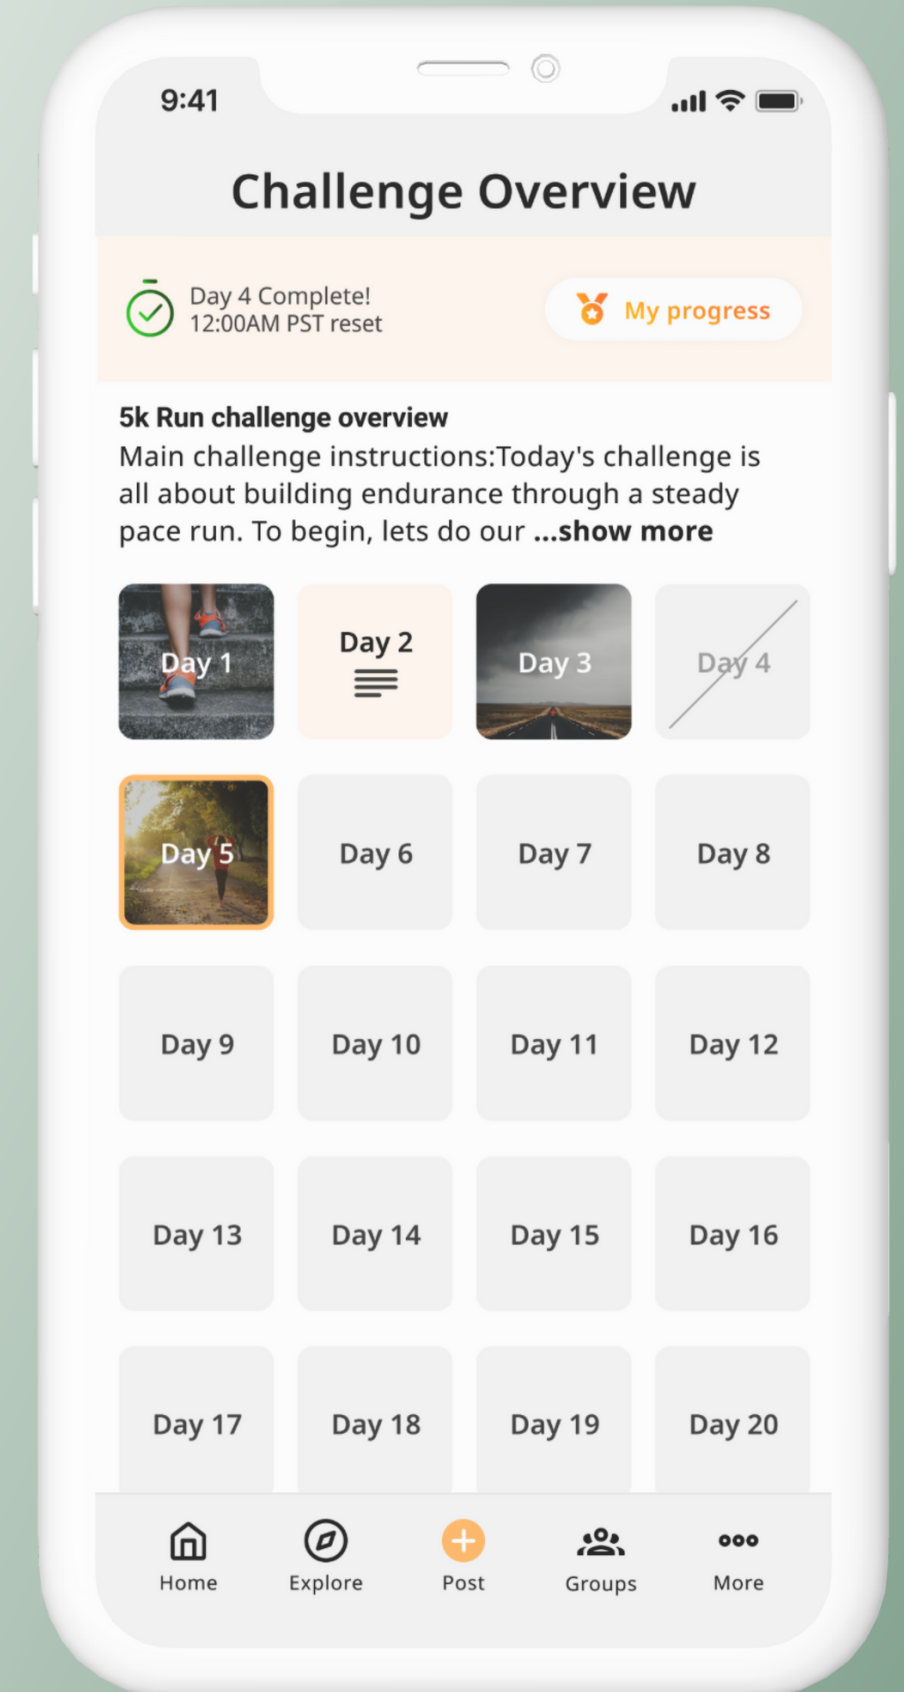 9:41
Challenge Overview
Day 4 Complete!
12:00AM PST reset
My progress
5k Run challenge overview
Main challenge instructions:Today's challenge is
all about building endurance through a steady
pace run. To begin, lets do our ...show more
Day 1
Day 2
Day 3
Day 4
Day 5
Day 6
Day 7
Day 8
Day 9
Day 10
Day 11
Day 12
Day 13
Day 14
Day 15
Day 16
Day 17
Day 18
Day 19
Day 20
Home
Explore
Post
Groups
More